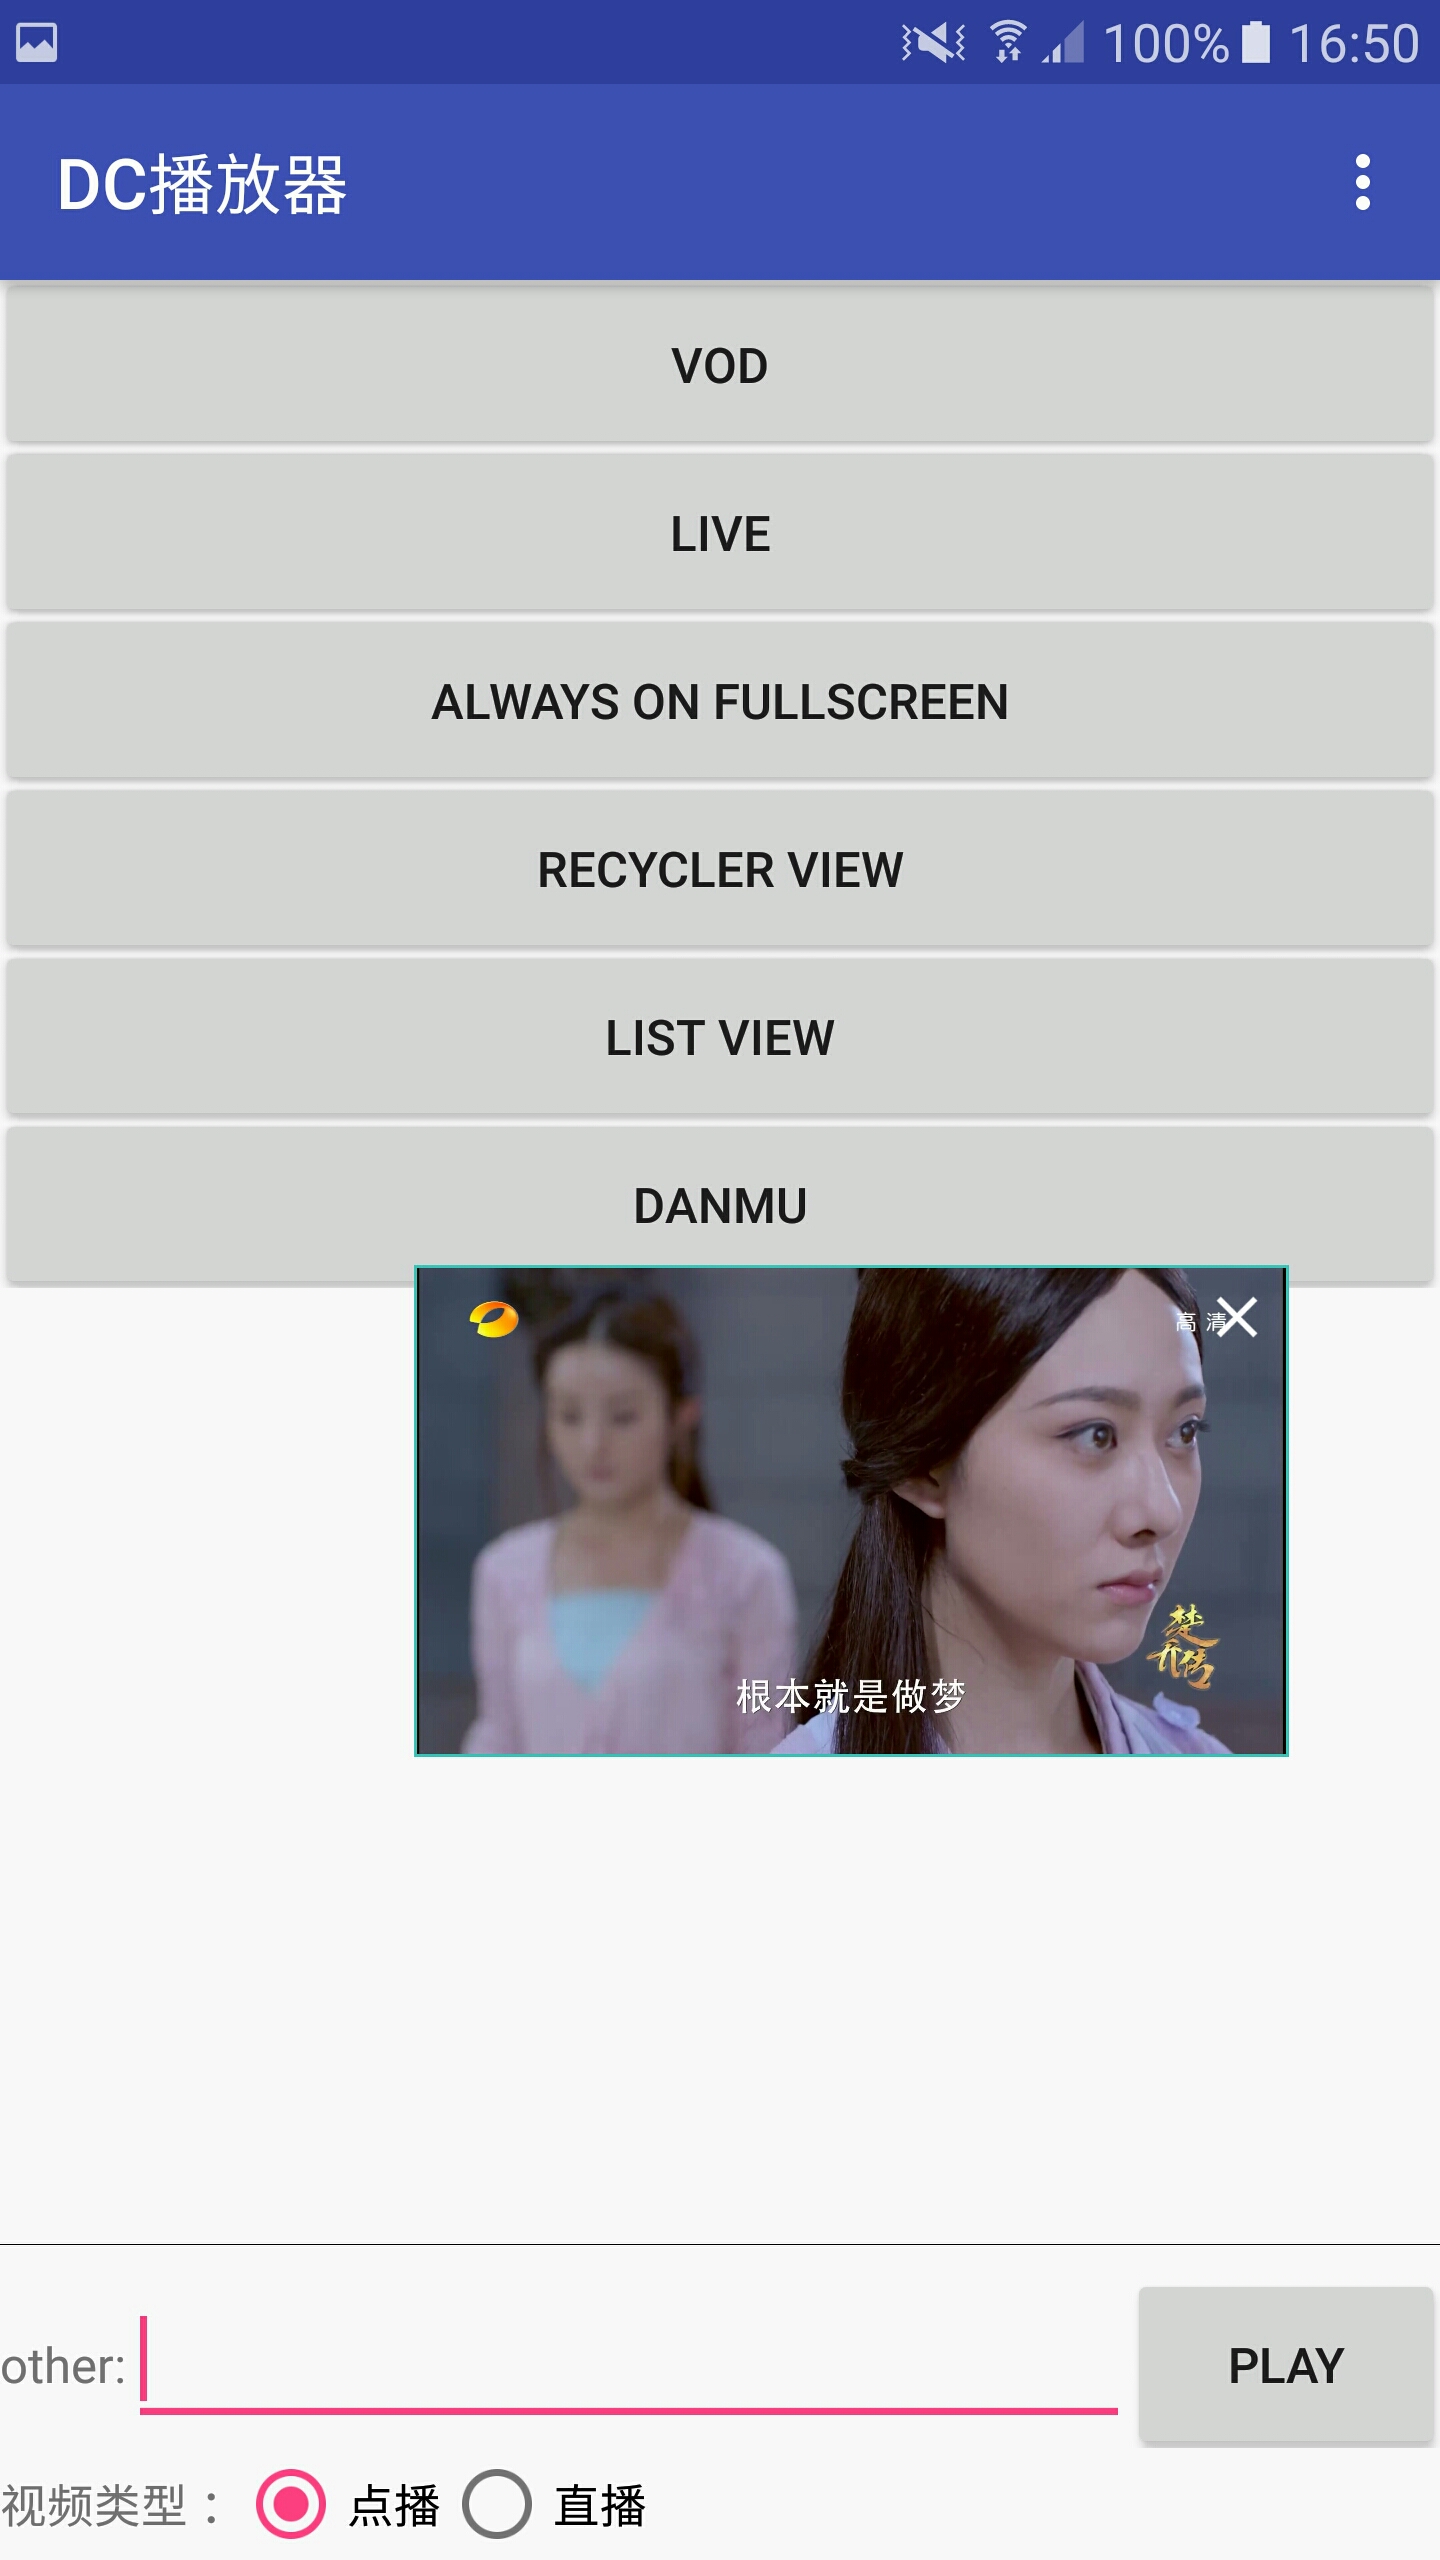 100% 16:50
DC播放器
VOD
LIVE
ALWAYS ON FULLSCREEN
RECYCLER VIEW
LIST VIEW
DANMU
高清
楚乔传
根本就是做梦
other:
PLAY
视频类型： 点播 直播